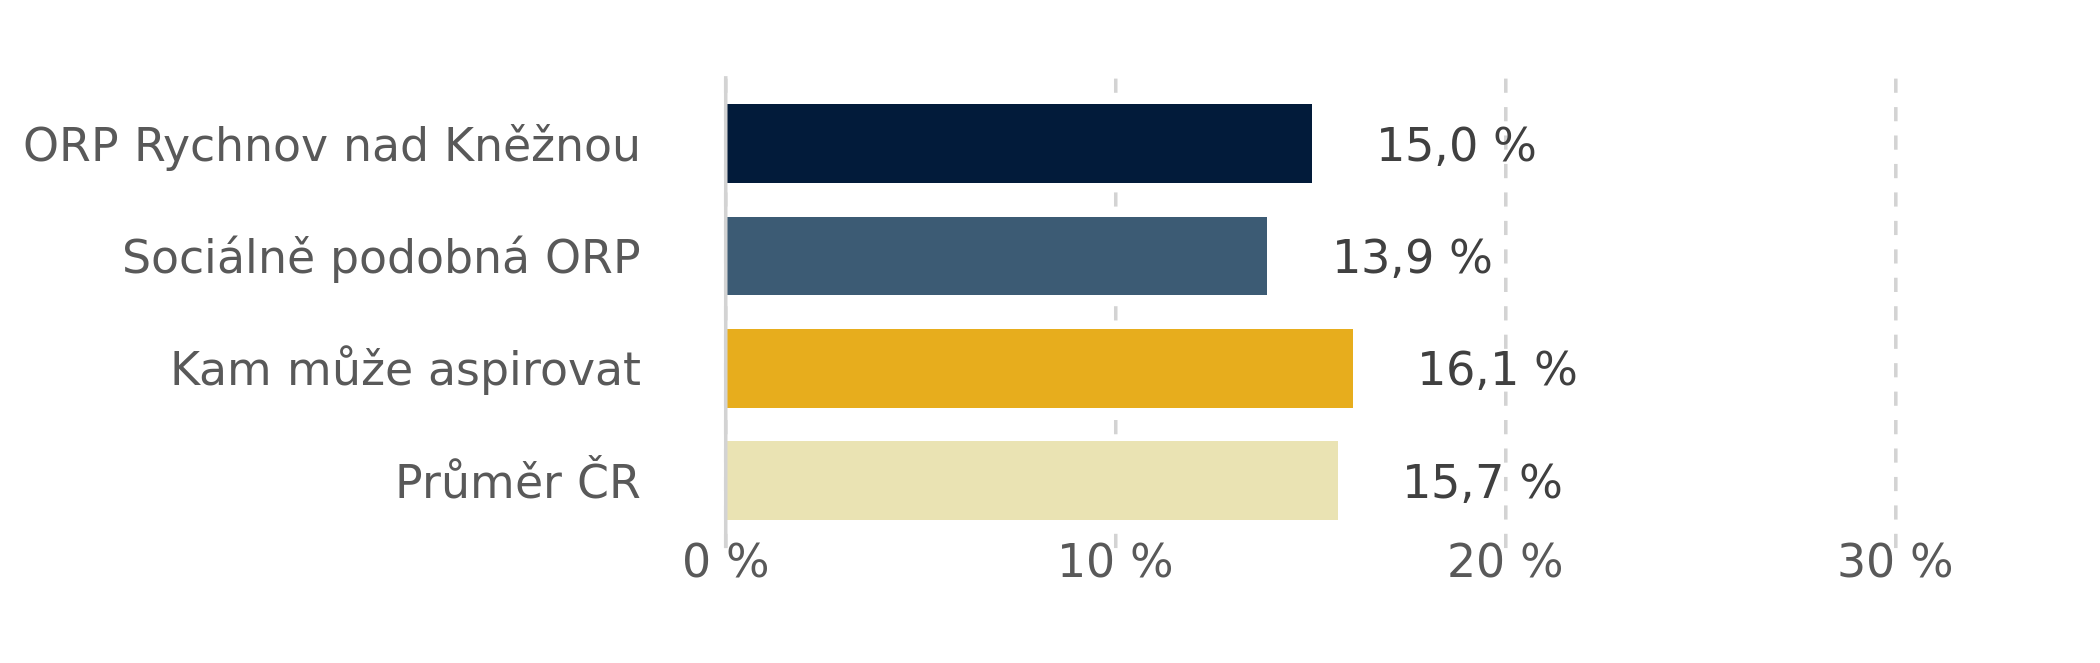 ORP Rychnov nad Kněžnou 15,0 %
Sociálně podobná ORP 13,9 %
Kam může aspirovat 16,1 %
Průměr ČR 15,7 %
0 % 10 % 20 % 30 %